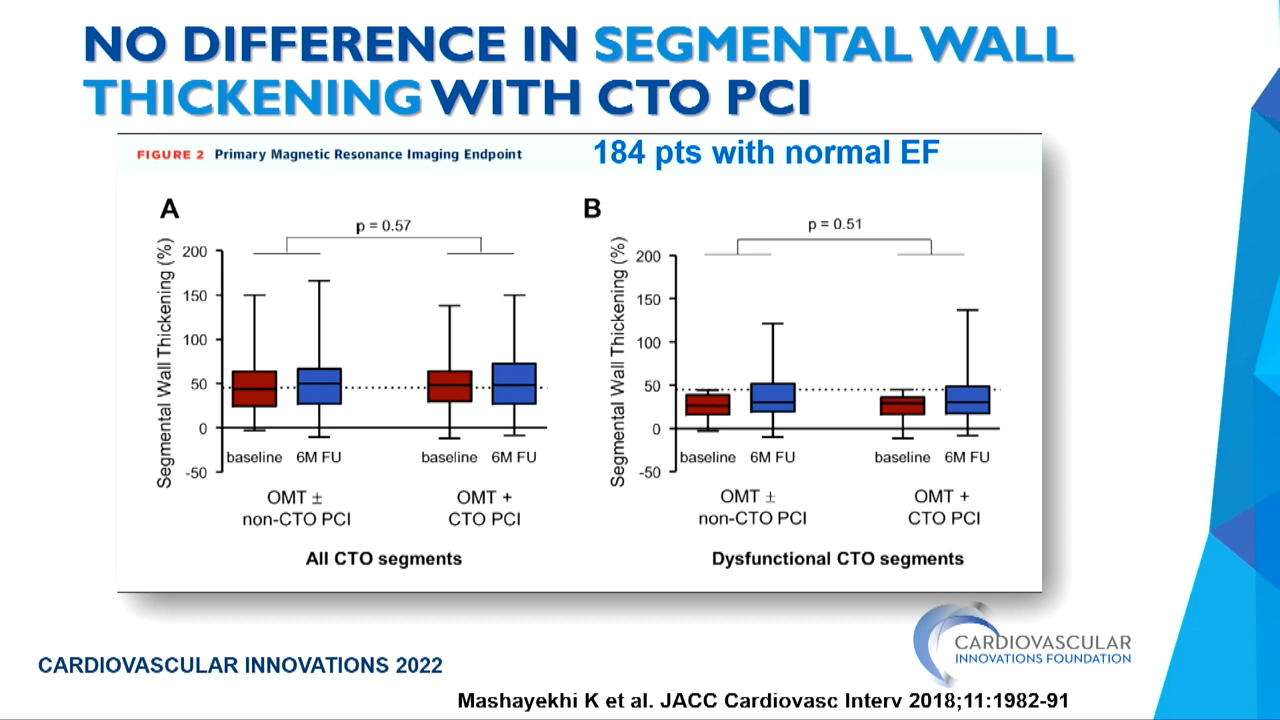 NO DIFFERENCE IN SEGMENTAL WALL
THICKENING WITH CTO PCI
FIGURE 2 Primary Magnetic Resonance Imaging Endpoint
184 pts with normal EF
A
p = 0.57
Segmental Wall Thickening (%)
200
150
100
50
0
-50
baseline 6M FU baseline 6M FU
OMT ± OMT +
non-CTO PCI CTO PCI
All CTO segments
B
p = 0.51
Segmental Wall Thickening (%)
200
150
100
50
0
-50
baseline 6M FU baseline 6M FU
OMT ± OMT +
non-CTO PCI CTO PCI
Dysfunctional CTO segments
CARDIOVASCULAR
INNOVATIONS FOUNDATION
CARDIOVASCULAR INNOVATIONS 2022
Mashayekhi K et al. JACC Cardiovasc Interv 2018;11:1982-91